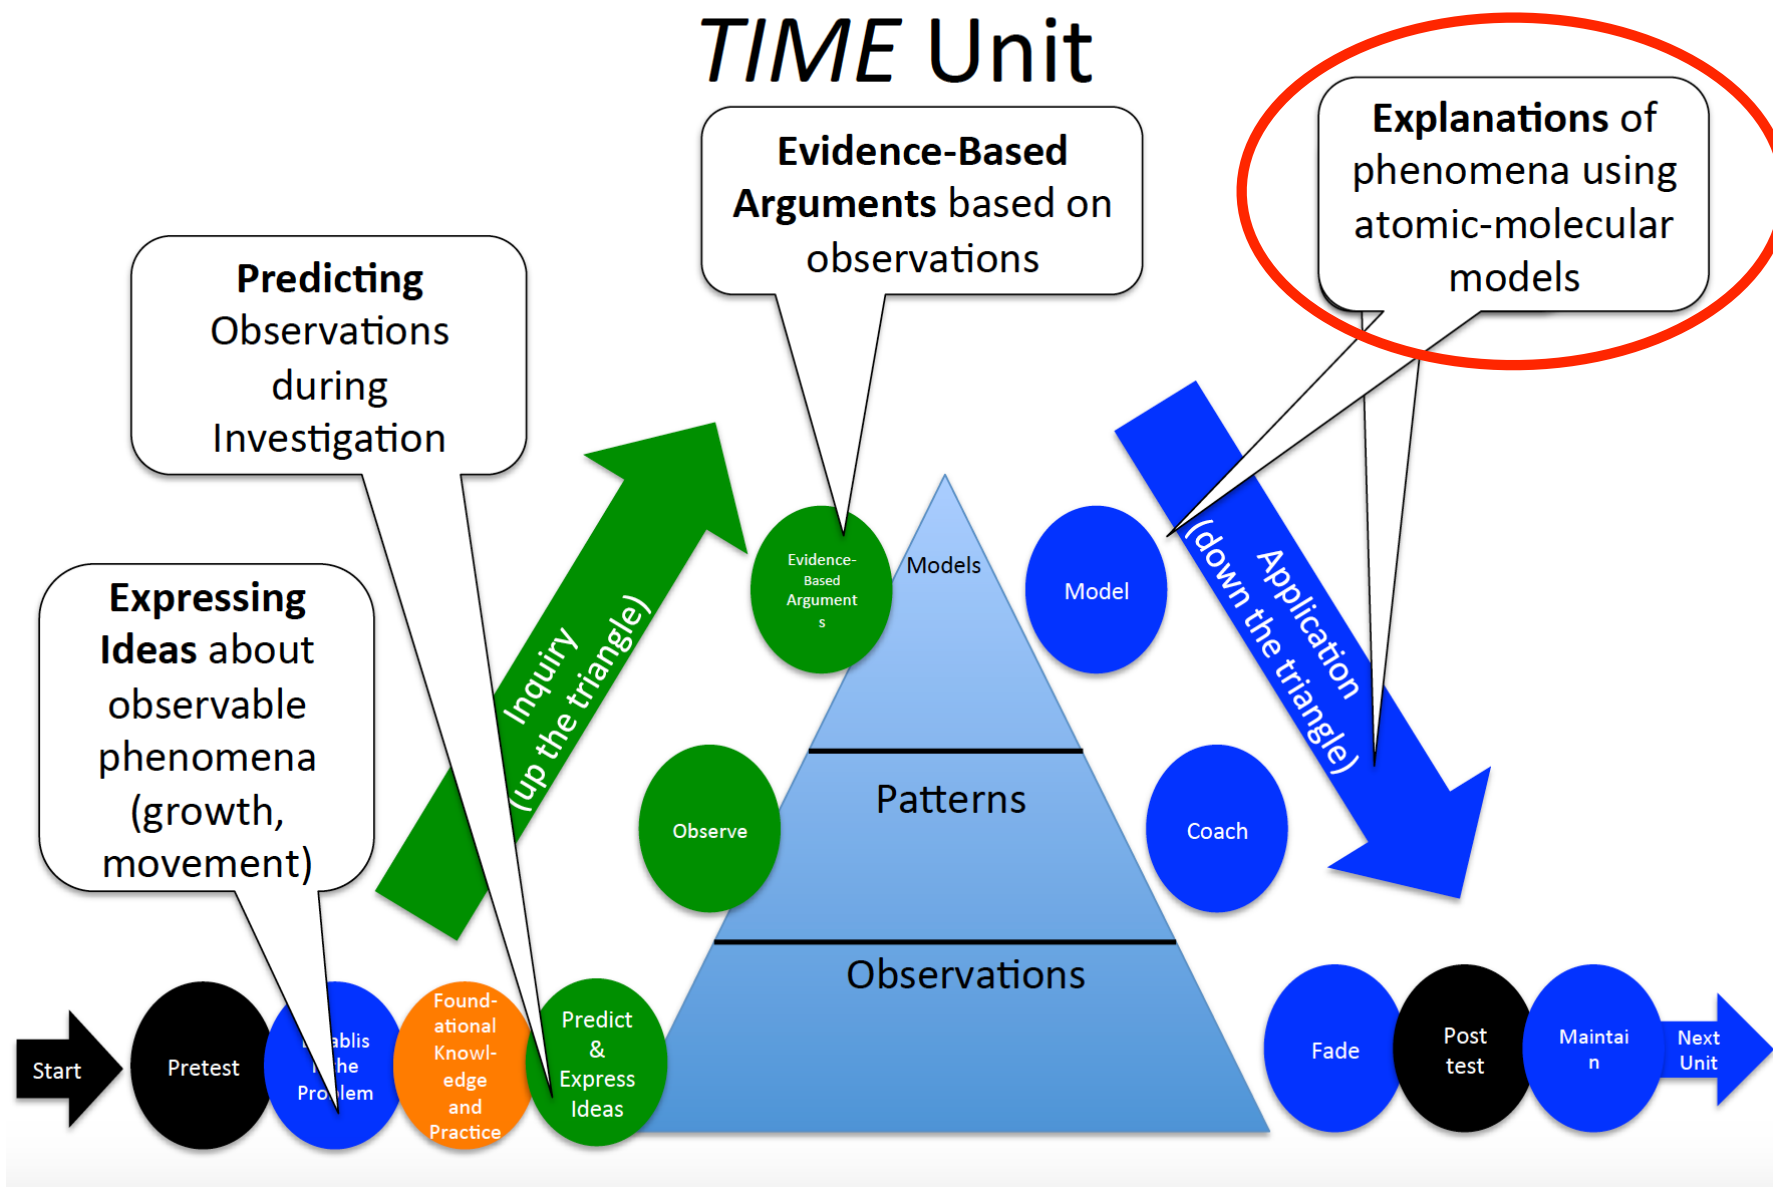 TIME Unit
Explanations of
phenomena using
atomic-molecular
models
Evidence-Based
Arguments based on
observations
Predicting
Observations
during
Investigation
Expressing
Ideas about
observable
phenomena
(growth,
movement)
Inquiry
(up the triangle)
Evidence-
Based
Argument
s
Models
Model
Application
(down the triangle)
Observe
Patterns
Coach
Observations
Start
Pretest
Problem
Found-
ational
Knowl-
edge
and
Practice
Predict
&
Express
Ideas
Fade
Post
test
Maintai
n
Next
Unit